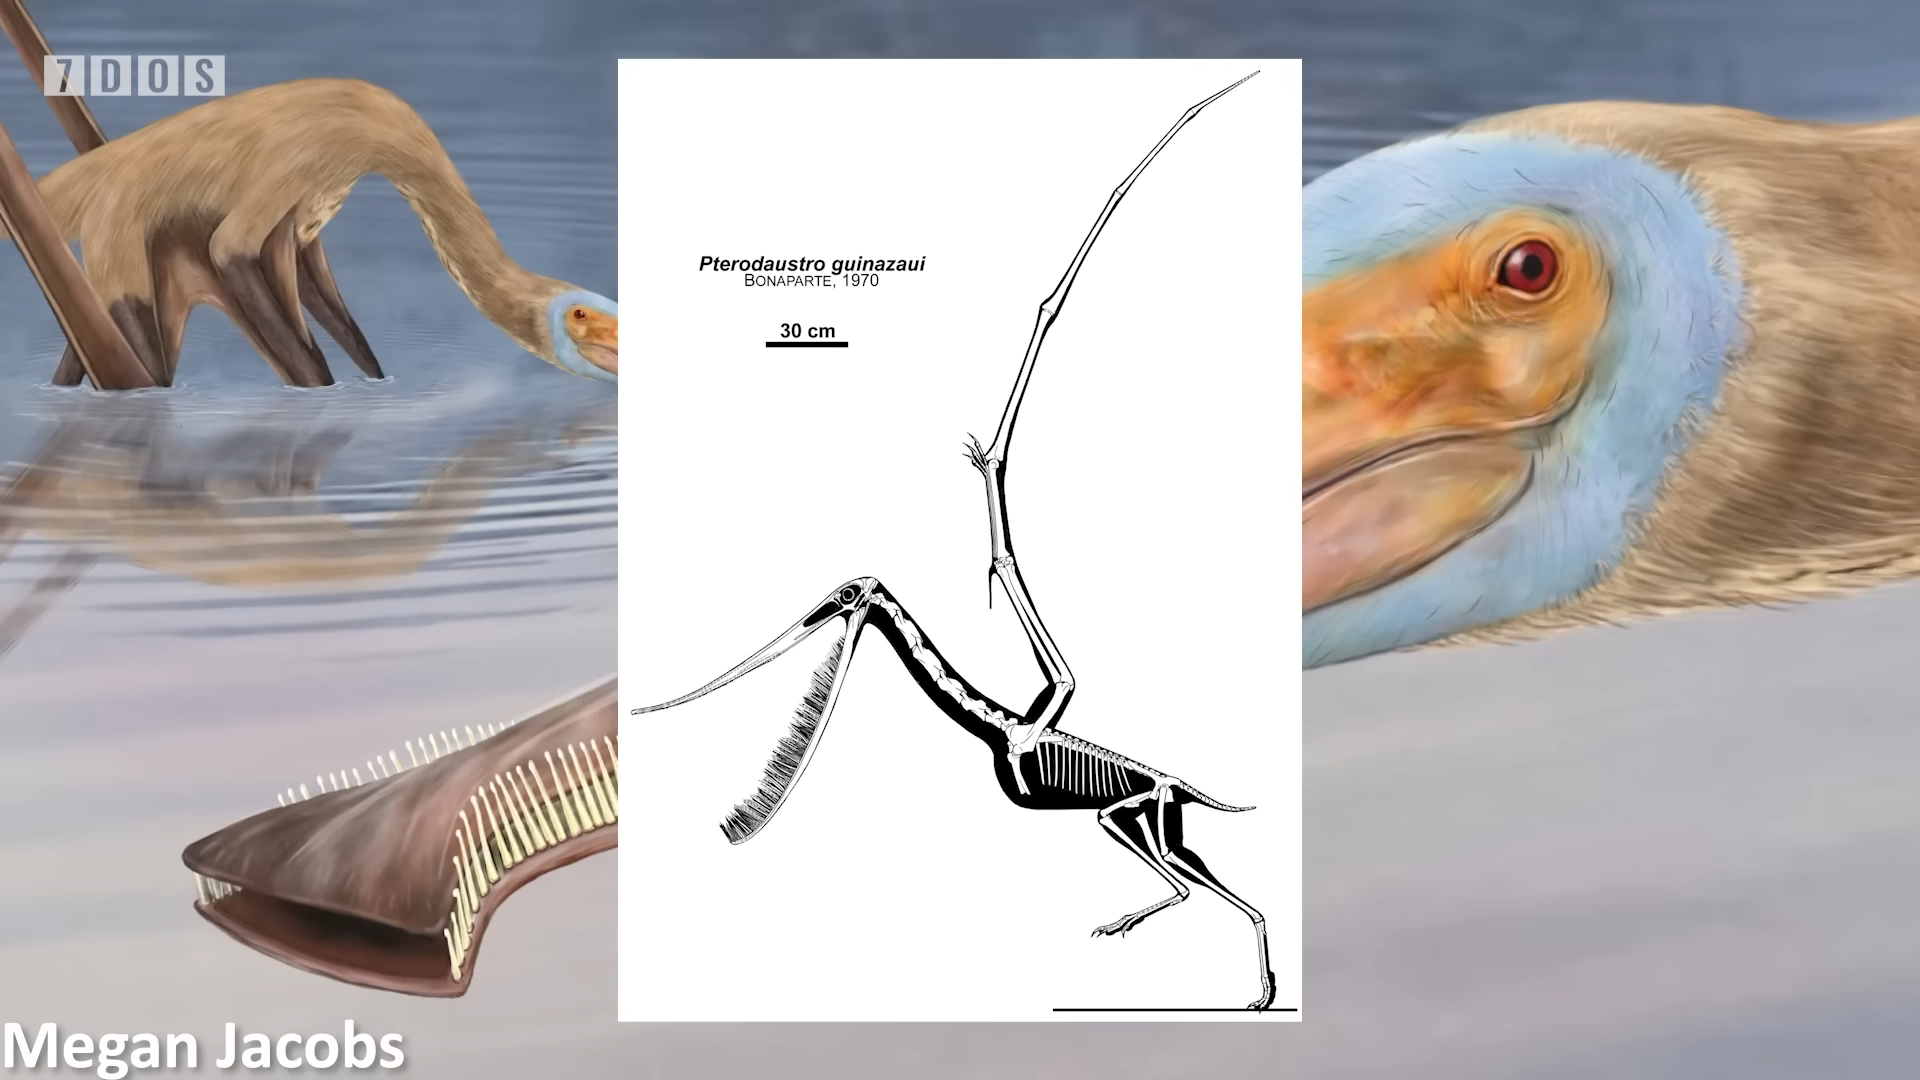 7DOS
Pterodaustro guinazaui
BONAPARTE, 1970
30 cm
Megan Jacobs